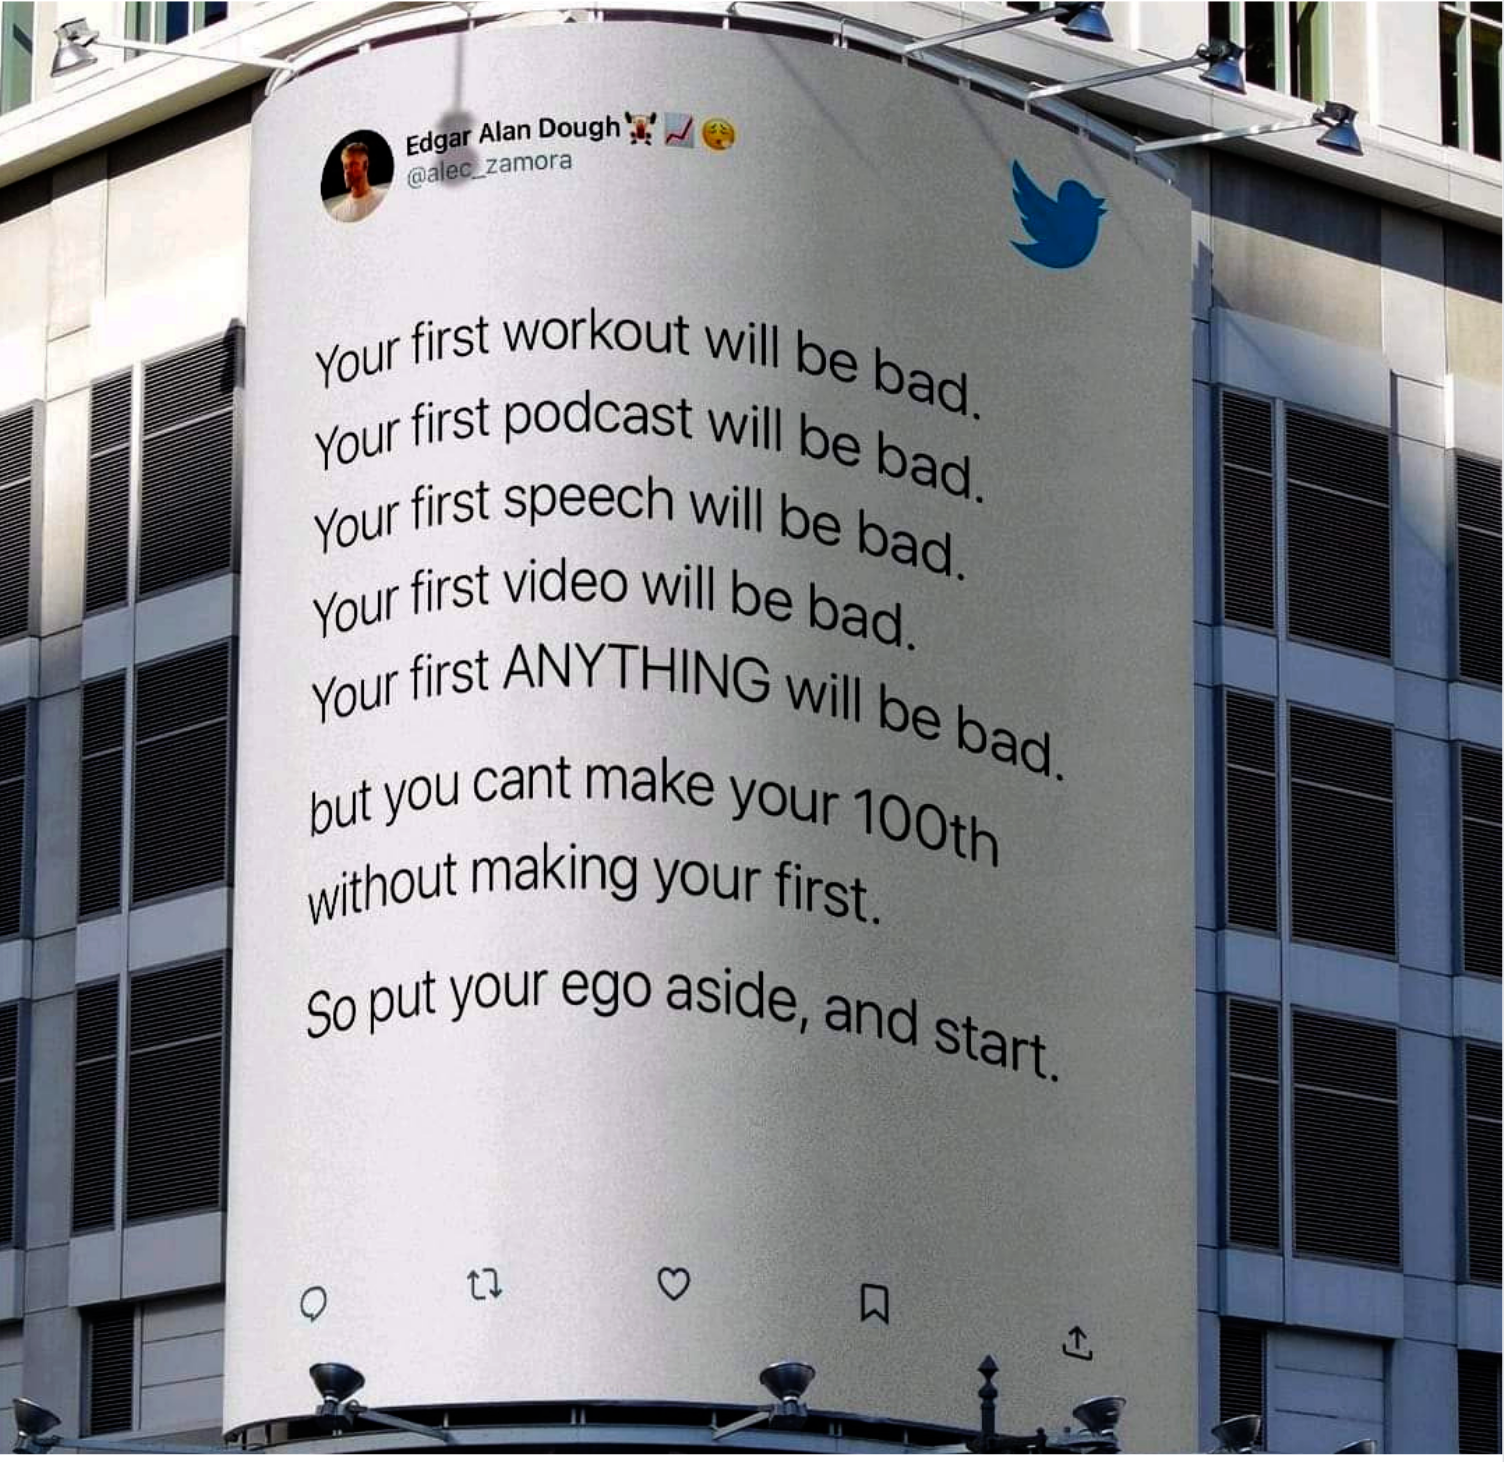 Edgar Alan Dough🏋️📈😮‍💨
@alec_zamora
Your first workout will be bad.
Your first podcast will be bad.
Your first speech will be bad.
Your first video will be bad.
Your first ANYTHING will be bad.
but you cant make your 100th
without making your first.
So put your ego aside, and start.